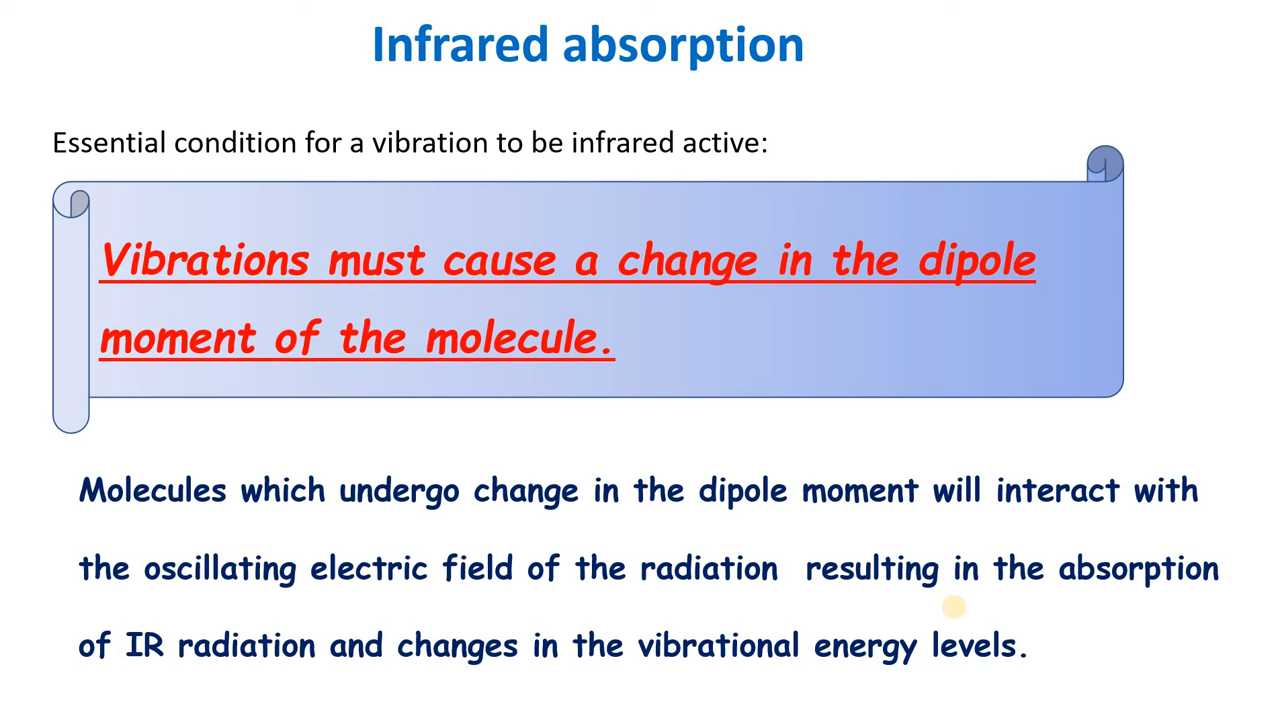 Infrared absorption
Essential condition for a vibration to be infrared active:
Vibrations must cause a change in the dipole
moment of the molecule.
Molecules which undergo change in the dipole moment will interact with
the oscillating electric field of the radiation resulting in the absorption
of IR radiation and changes in the vibrational energy levels.